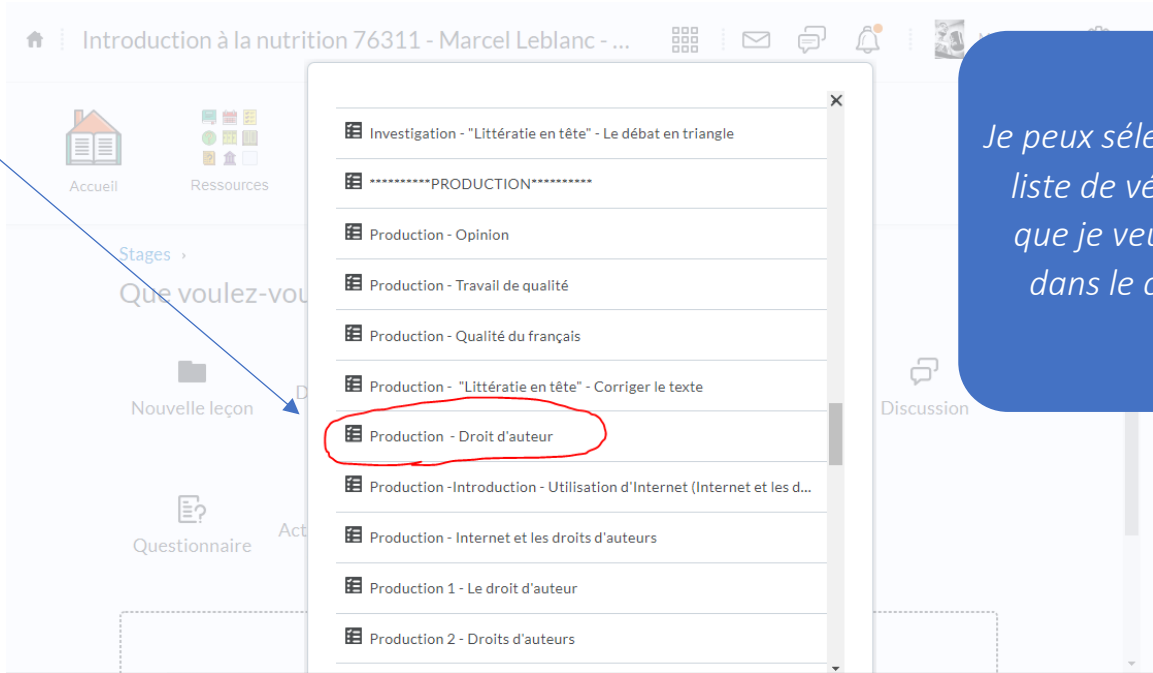 Introduction à la nutrition 76311 - Marcel Leblanc - ...
Accueil
Ressources
Stages ›
Que voulez-vou
Nouvelle leçon
D
Discussion
Questionnaire
Act
Investigation - "Littératie en tête" - Le débat en triangle
**********PRODUCTION**********
Production - Opinion
Production - Travail de qualité
Production - Qualité du français
Production - "Littératie en tête" - Corriger le texte
Production - Droit d'auteur
Production -Introduction - Utilisation d'Internet (Internet et les d...
Production - Internet et les droits d'auteurs
Production 1 - Le droit d'auteur
Production 2 - Droits d'auteurs
Je peux séle
liste de vé
que je veu
dans le